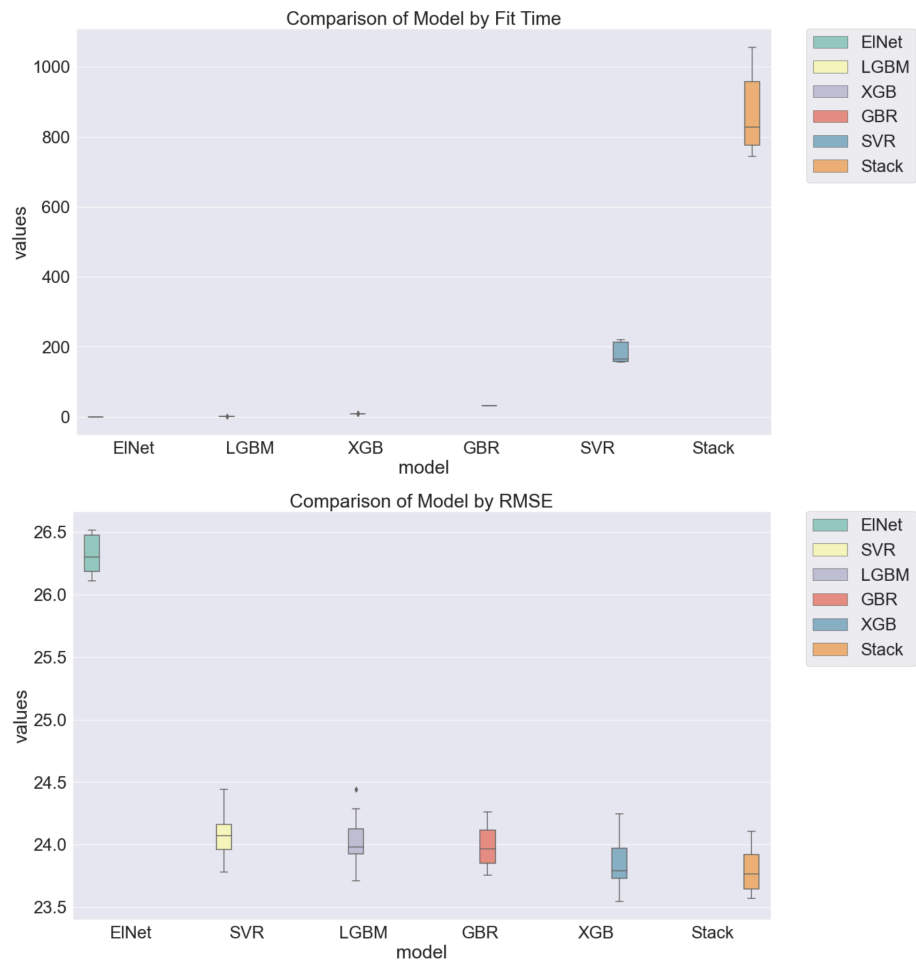 Comparison of Model by Fit Time
1000
800
600
400
200
0
values
ElNet LGBM XGB GBR SVR Stack
model
ElNet
LGBM
XGB
GBR
SVR
Stack
Comparison of Model by RMSE
26.5
26.0
25.5
25.0
24.5
24.0
23.5
values
ElNet SVR LGBM GBR XGB Stack
model
ElNet
SVR
LGBM
GBR
XGB
Stack